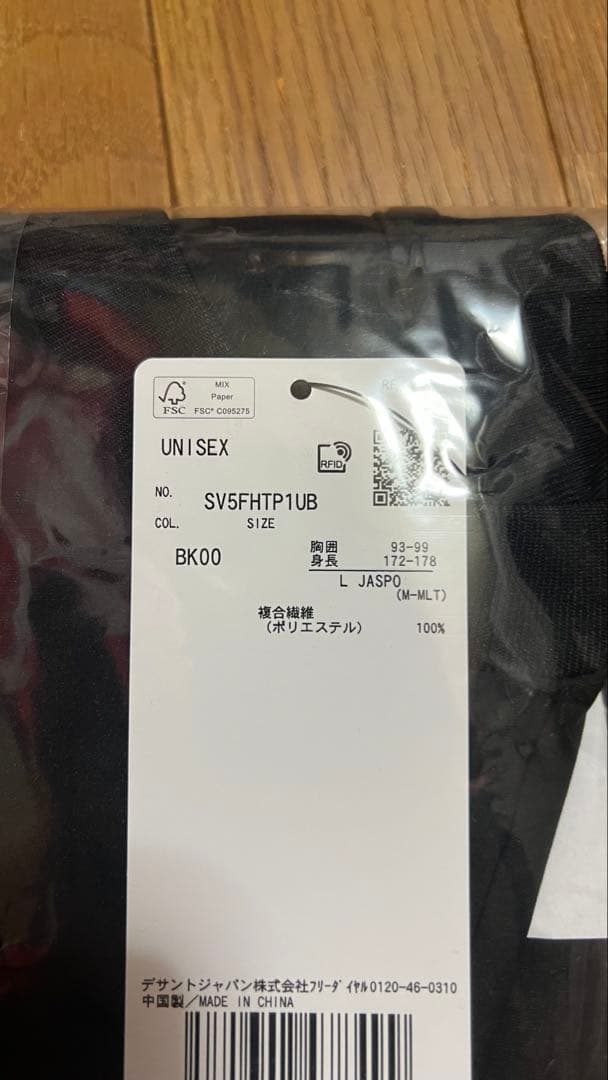 MIX
Paper
FSC
FSC® C095275
UNISEX
RFID
NO. SV5FHTP1UB
COL. SIZE
BK00
胸囲 93-99
身長 172-178
L JASPO
(M-MLT)
複合繊維
(ポリエステル) 100%
デサントジャパン株式会社フリーダイヤル0120-46-0310
中国製/MADE IN CHINA